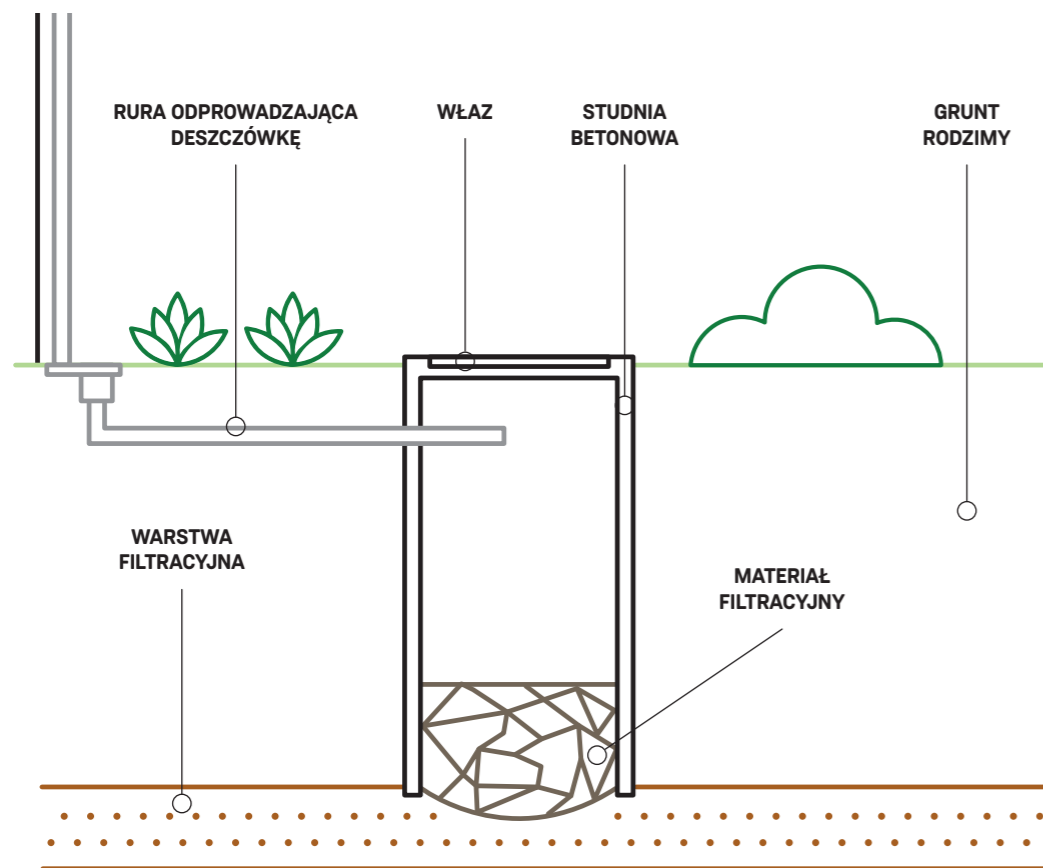 RURA ODPROWADZAJĄCA
DESZCZÓWKĘ
WŁAZ
STUDNIA
BETONOWA
GRUNT
RODZIMY
WARSTWA
FILTRACYJNA
MATERIAŁ
FILTRACYJNY